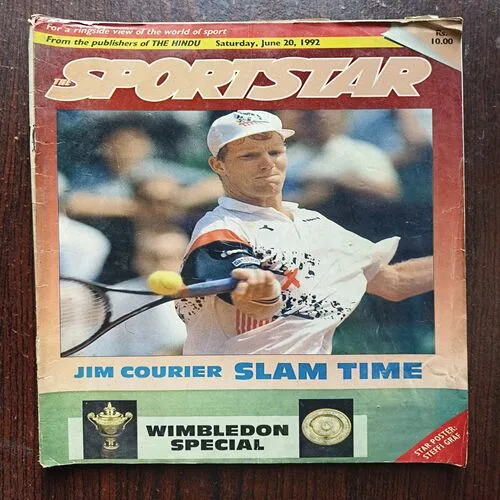 For a ringside view of the world of sport
From the publishers of THE HINDU Saturday, June 20, 1992
Rs.
10.00
THE SPORTSTAR
JIM COURIER SLAM TIME
WIMBLEDON
SPECIAL
STAR POSTER:
STEFFI GRAF